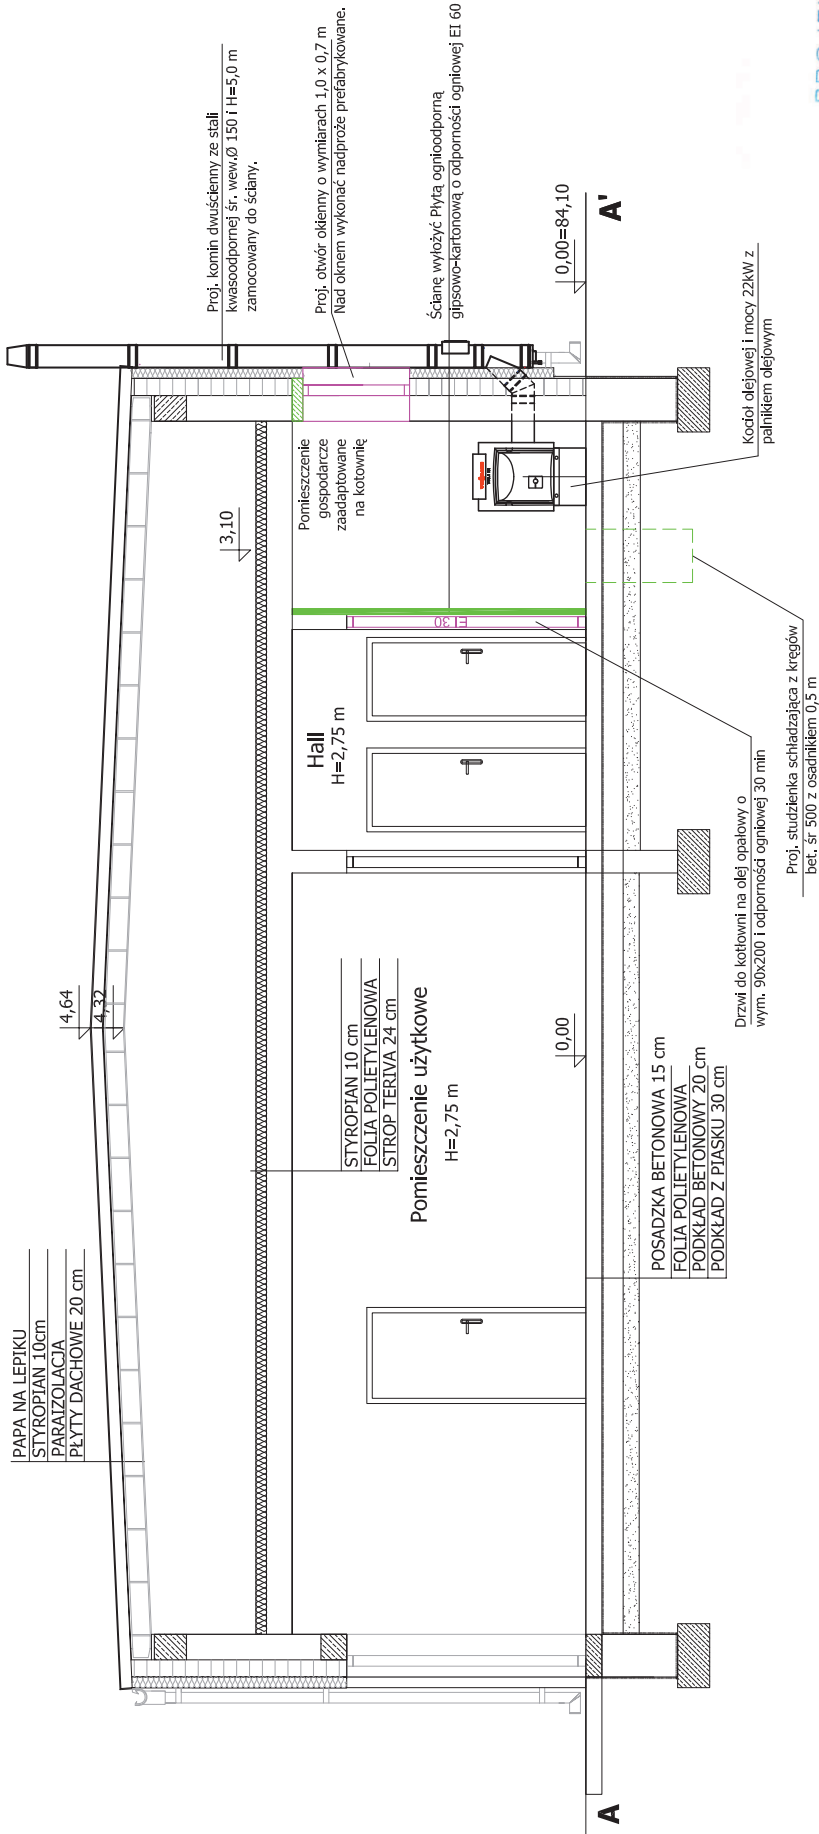 PAPA NA LEPIKU
STYROPIAN 10cm
PARAIZOLACJA
PŁYTY DACHOWE 20 cm
4,64
4,32
3,10
Proj. komin dwuścienny ze stali
kwasoodpornej śr. wew.Ø 150 i H=5,0 m
zamocowany do ściany.
Proj. otwór okienny o wymiarach 1,0 x 0,7 m
Nad oknem wykonać nadproże prefabrykowane.
Ścianę wyłożyć Płytą ognioodporną
gipsowo-kartonową o odporności ogniowej EI 60
STYROPIAN 10 cm
FOLIA POLIETYLENOWA
STROP TERIVA 24 cm
Pomieszczenie użytkowe
H=2,75 m
Hall
H=2,75 m
EI 30
Pomieszczenie
gospodarcze
zaadaptowane
na kotownię
0,00=84,10
0,00
A
A'
POSADZKA BETONOWA 15 cm
FOLIA POLIETYLENOWA
PODKŁAD BETONOWY 20 cm
PODKŁAD Z PIASKU 30 cm
Drzwi do kotłowni na olej opałowy o
wym. 90x200 i odporności ogniowej 30 min
Proj. studzienka schładzająca z kręgów
bet. śr 500 z osadnikiem 0,5 m
Kocioł olejowej i mocy 22kW z
palnikiem olejowym